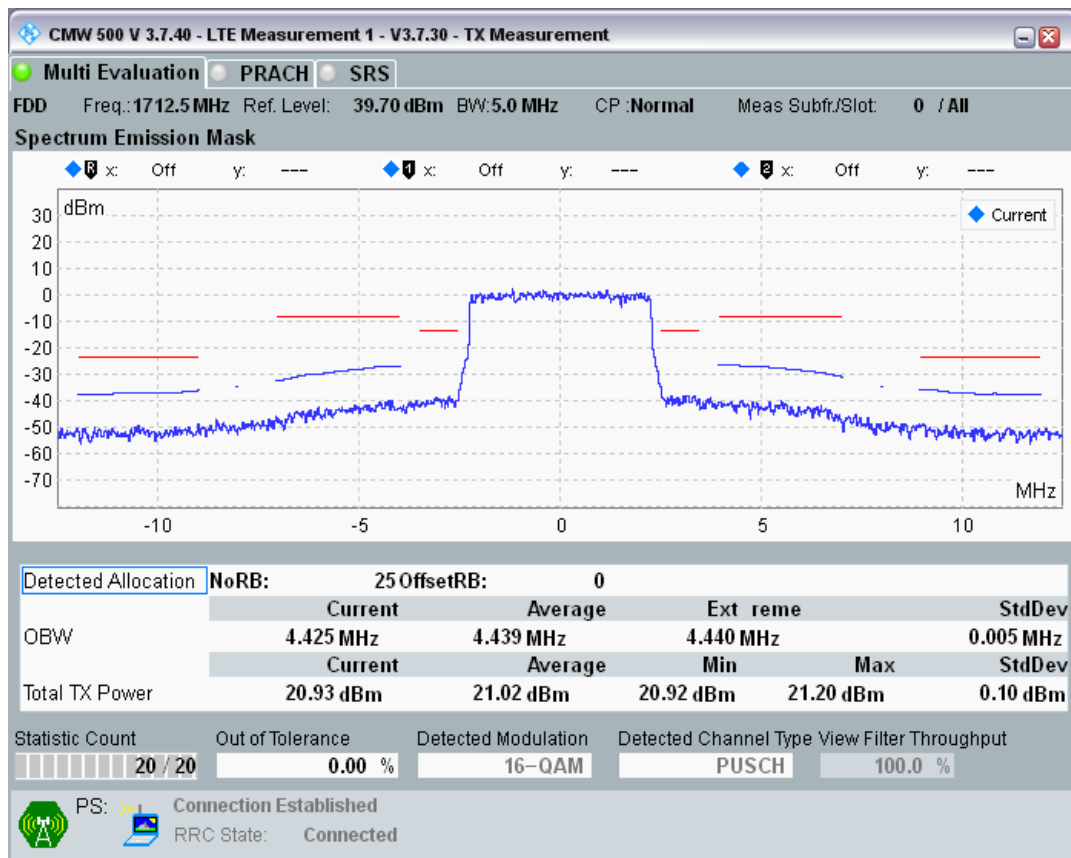 CMW 500 V 3.7.40 - LTE Measurement 1 - V3.7.30 - TX Measurement
Multi Evaluation PRACH SRS
FDD Freq.:1712.5 MHz Ref. Level: 39.70 dBm BW:5.0 MHz CP :Normal Meas Subfr./Slot: 0 / All
Spectrum Emission Mask
R x: Off y: --- 1 x: Off y: --- 2 x: Off y: ---
dBm
Current
30
20
10
0
-10
-20
-30
-40
-50
-60
-70
MHz
-10 -5 0 5 10
Detected Allocation NoRB: 25 OffsetRB: 0
Current Average Ext reme StdDev
OBW 4.425 MHz 4.439 MHz 4.440 MHz 0.005 MHz
Current Average Min Max StdDev
Total TX Power 20.93 dBm 21.02 dBm 20.92 dBm 21.20 dBm 0.10 dBm
Statistic Count Out of Tolerance Detected Modulation Detected Channel Type View Filter Throughput
20 / 20 0.00 % 16-QAM PUSCH 100.0 %
PS: Connection Established
RRC State: Connected